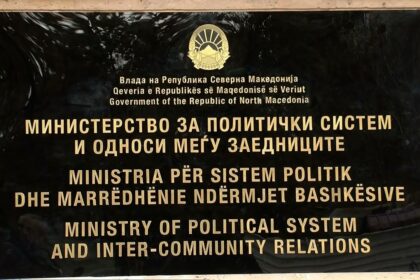 Влада на Република Северна Македонија
Qeveria e Republikës së Maqedonisë së Veriut
Government of the Republic of North Macedonia
МИНИСТЕРСТВО ЗА ПОЛИТИЧКИ СИСТЕМ
И ОДНОСИ МЕЃУ ЗАЕДНИЦИТЕ
MINISTRIA PËR SISTEM POLITIK
DHE MARRËDHËNIE NDËRMJET BASHKËSIVE
MINISTRY OF POLITICAL SYSTEM
AND INTER-COMMUNITY RELATIONS